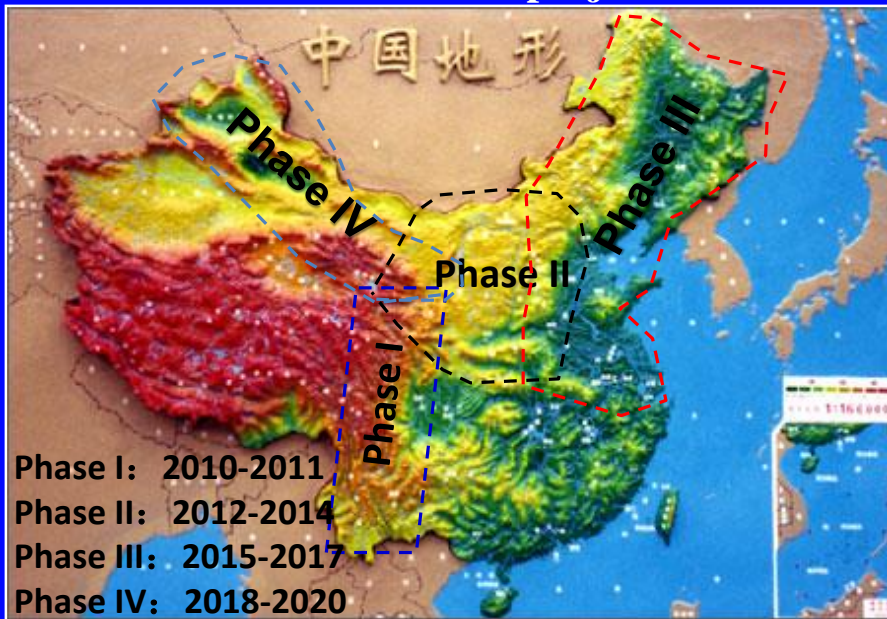 中国地形
Phase III
Phase IV
Phase II
Phase I
Phase I：2010-2011
Phase II：2012-2014
Phase III：2015-2017
Phase IV：2018-2020